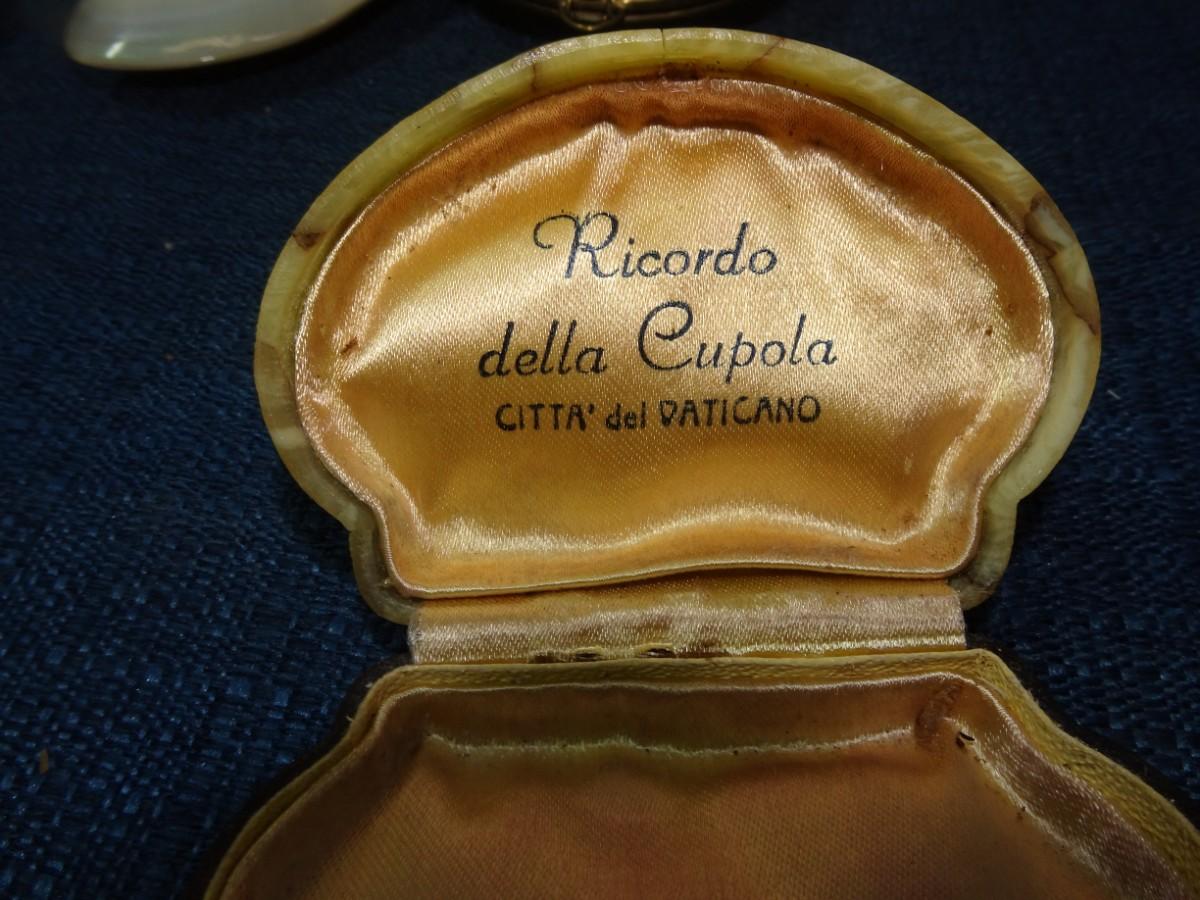 Ricordo
della Cupola
CITTA' del VATICANO